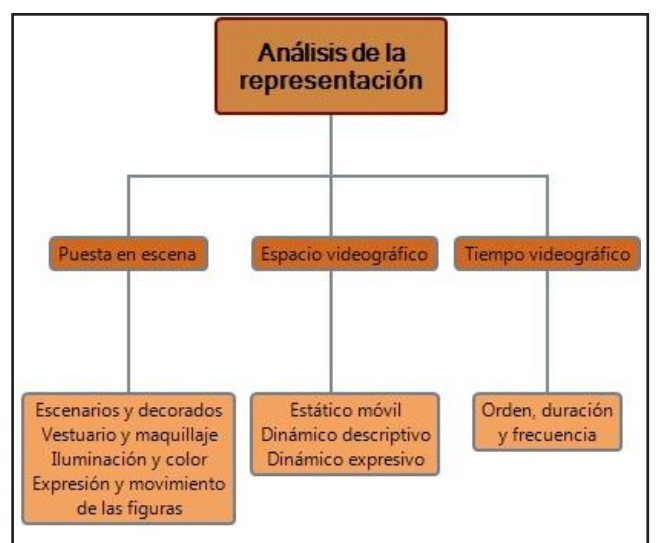 Análisis de la
representación
Puesta en escena
Espacio videográfico
Tiempo videográfico
Escenarios y decorados
Vestuario y maquillaje
Iluminación y color
Expresión y movimiento
de las figuras
Estático móvil
Dinámico descriptivo
Dinámico expresivo
Orden, duración
y frecuencia